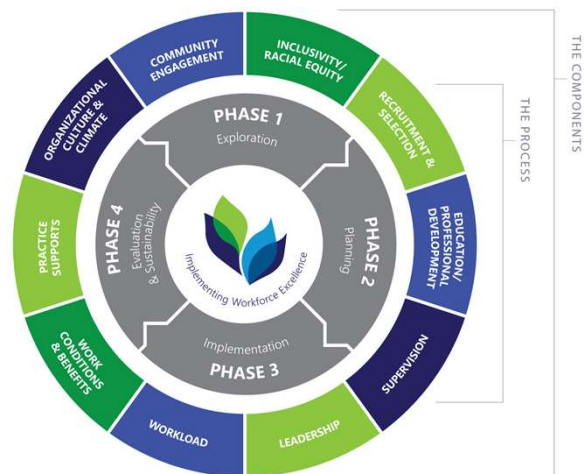 COMMUNITY
ENGAGEMENT
INCLUSIVITY/
RACIAL EQUITY
RECRUITMENT &
SELECTION
EDUCATION/
PROFESSIONAL
DEVELOPMENT
SUPERVISION
LEADERSHIP
WORKLOAD
WORK
CONDITIONS
& BENEFITS
PRACTICE
SUPPORTS
ORGANIZATIONAL
CULTURE &
CLIMATE
PHASE 1
Exploration
PHASE 2
Planning
Implementation
PHASE 3
PHASE 4
Evaluation
& Sustainability
Implementing Workforce Excellence
THE PROCESS
THE COMPONENTS